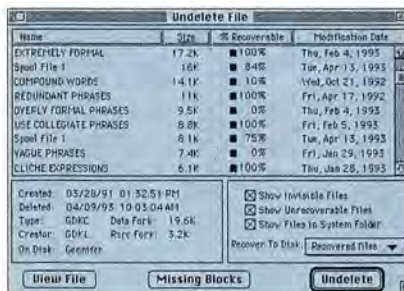 Undelete File
Name Size % Recoverable Modification Date
EXTREMELY FORMAL 17.2K 100% Thu, Feb 4, 1993
Spool File 1 16K 84% Tue, Apr 13, 1993
COMPOUND WORDS 14.1K 10% Wed, Oct 21, 1992
REDUNDANT PHRASES 11K 100% Fri, Apr 17, 1992
OVERLY FORMAL PHRASES 9.5K 0% Thu, Feb 4, 1993
USE COLLEGIATE PHRASES 8.8K 100% Fri, Feb 5, 1993
Spool File 1 8.1K 75% Tue, Apr 13, 1993
VAGUE PHRASES 7.4K 0% Fri, Jan 29, 1993
CLICHE EXPRESSIONS 6.1K 100% Thu, Jan 28, 1993
Created: 03/28/91 01:32:51 PM
Deleted: 04/09/93 10:03:04 AM
Type: GDKC Data Fork: 19.6K
Creator: GDKL Rsrc Fork: 3.2K
On Disk:
Show Invisible Files
Show Unrecoverable Files
Show Files in System Folder
Recover To Disk: Recovered files
View File Missing Blocks Undelete